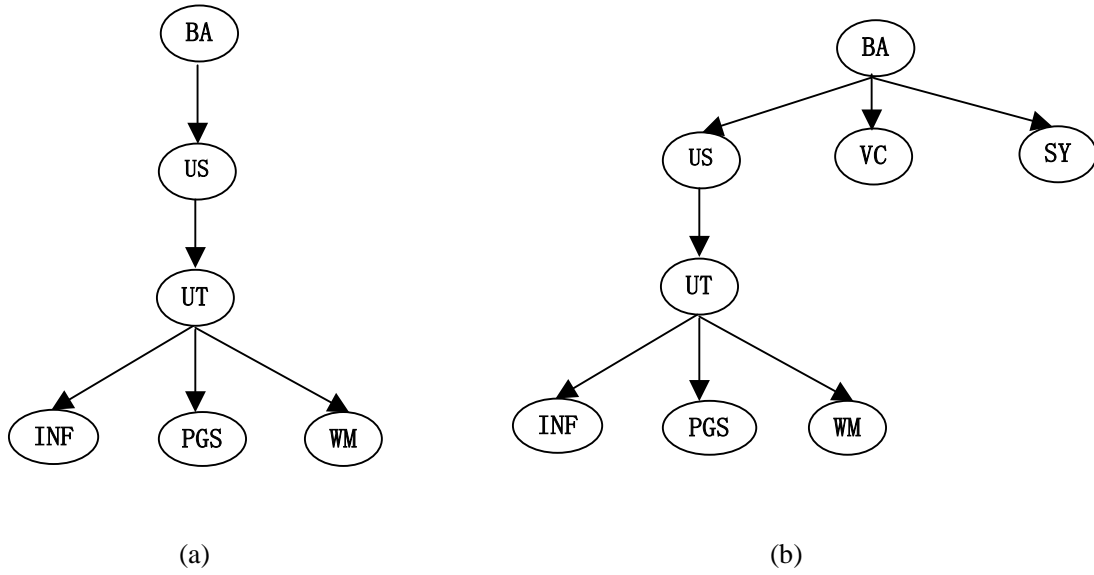 BA
US
UT
INF PGS WM
(a)
BA
US VC SY
UT
INF PGS WM
(b)